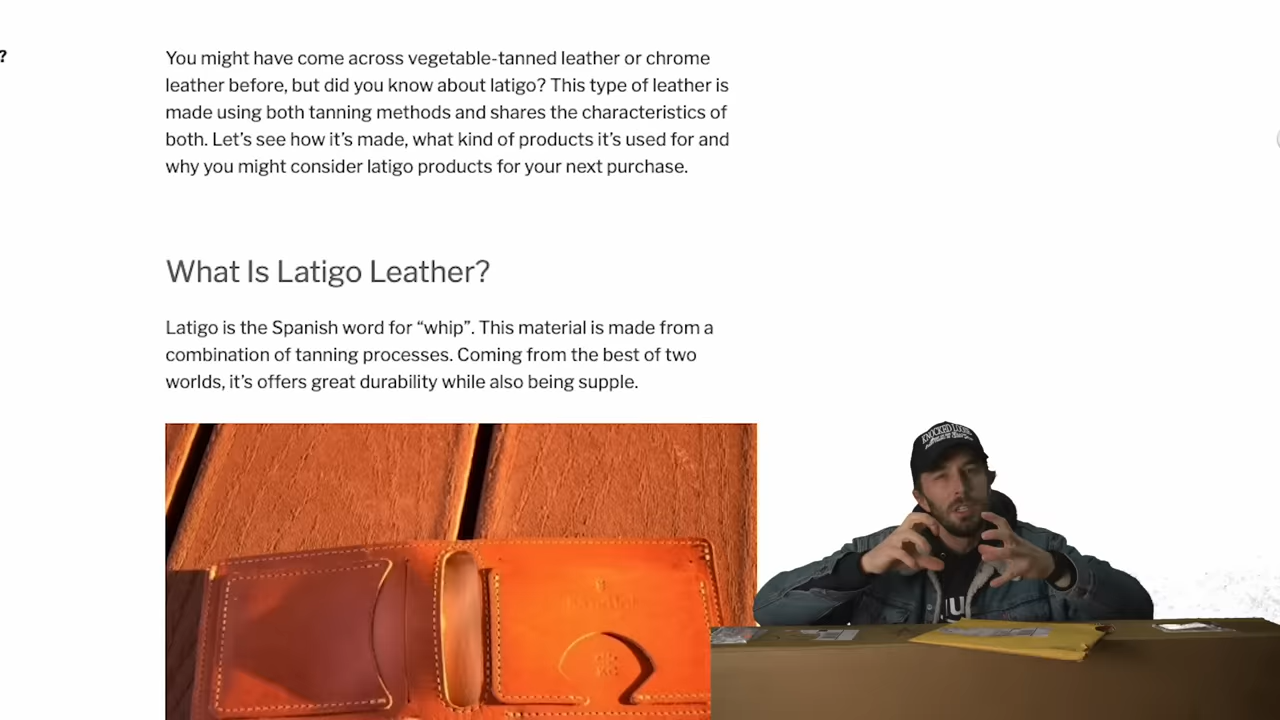 ?
You might have come across vegetable-tanned leather or chrome
leather before, but did you know about latigo? This type of leather is
made using both tanning methods and shares the characteristics of
both. Let’s see how it’s made, what kind of products it’s used for and
why you might consider latigo products for your next purchase.
What Is Latigo Leather?
Latigo is the Spanish word for “whip”. This material is made from a
combination of tanning processes. Coming from the best of two
worlds, it’s offers great durability while also being supple.
KNOCKED LOOSE